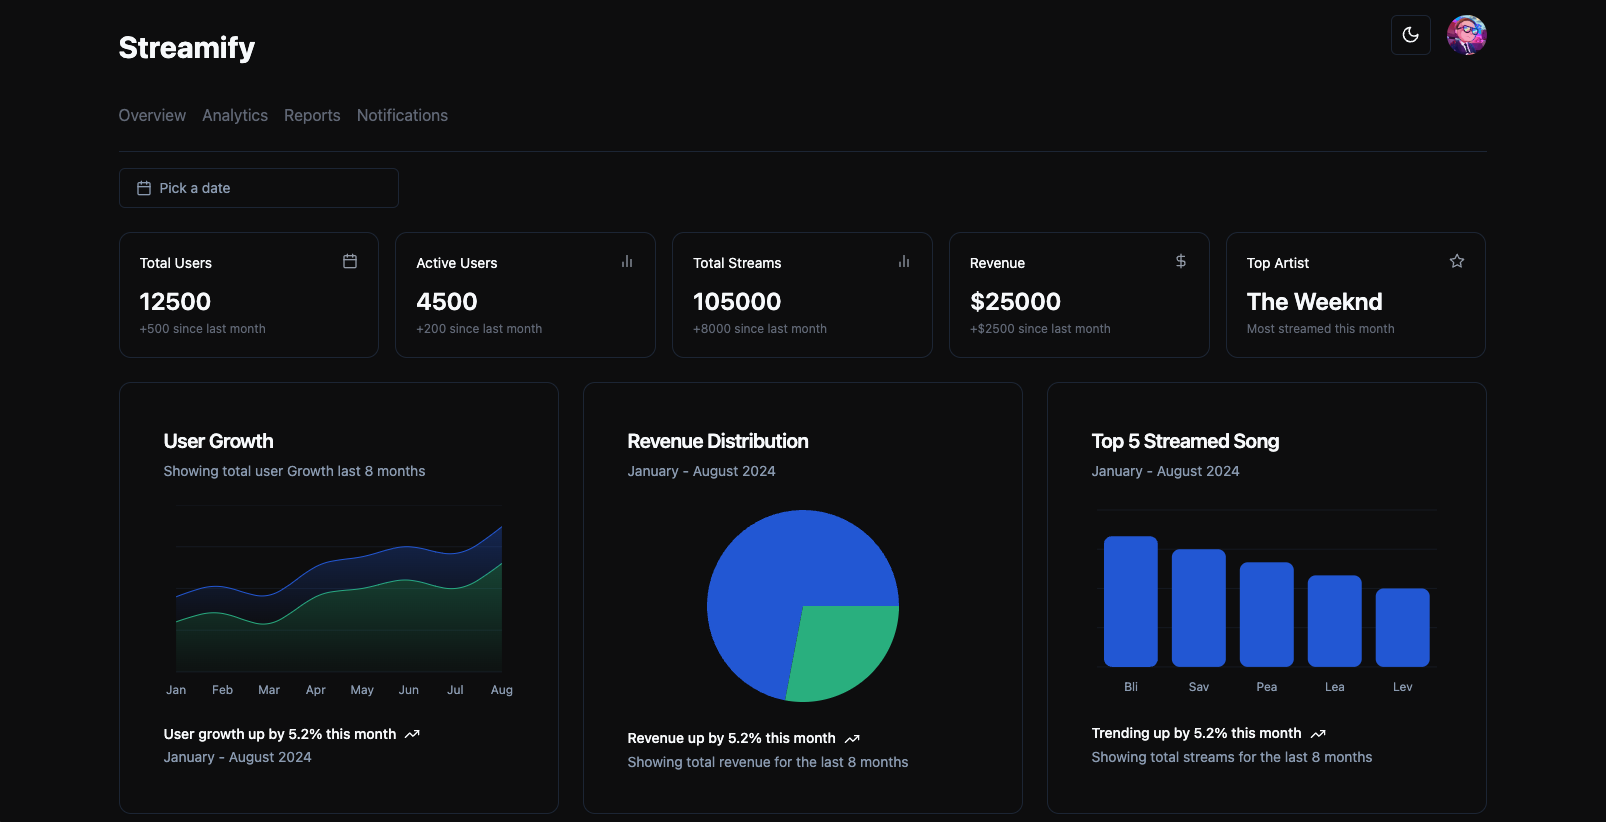 Streamify
Overview Analytics Reports Notifications
Pick a date
Total Users
12500
+500 since last month
Active Users
4500
+200 since last month
Total Streams
105000
+8000 since last month
Revenue
$
$25000
+$2500 since last month
Top Artist
The Weeknd
Most streamed this month
User Growth
Showing total user Growth last 8 months
Jan Feb Mar Apr May Jun Jul Aug
User growth up by 5.2% this month
January - August 2024
Revenue Distribution
January - August 2024
Revenue up by 5.2% this month
Showing total revenue for the last 8 months
Top 5 Streamed Song
January - August 2024
Bli Sav Pea Lea Lev
Trending up by 5.2% this month
Showing total streams for the last 8 months